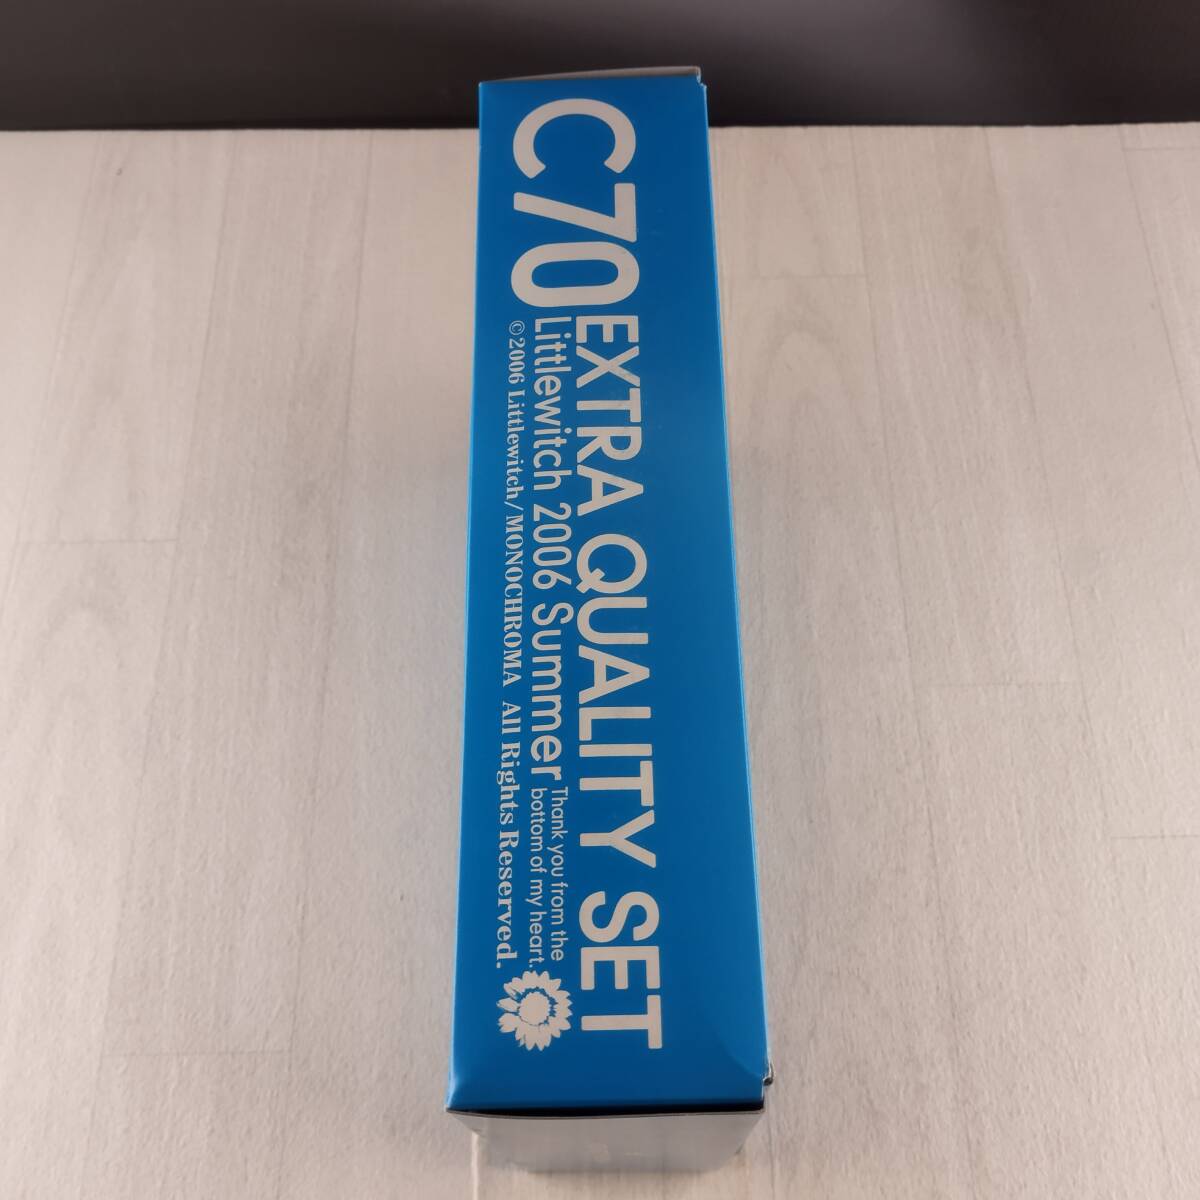 C70 EXTRA QUALITY SET
Littlewitch 2006 Summer
Thank you from the
bottom of my heart.
©2006 Littlewitch/MONOCHROMA All Rights Reserved.